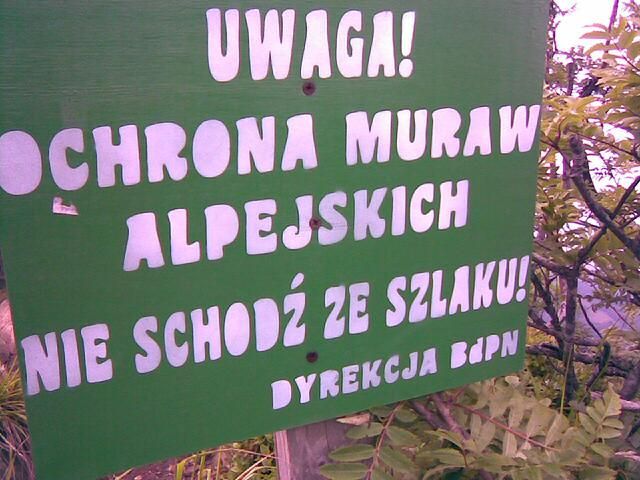 UWAGA!
OCHRONA MURAW
ALPEJSKICH
NIE SCHODŹ ZE SZLAKU!
DYREKCJA BdPN